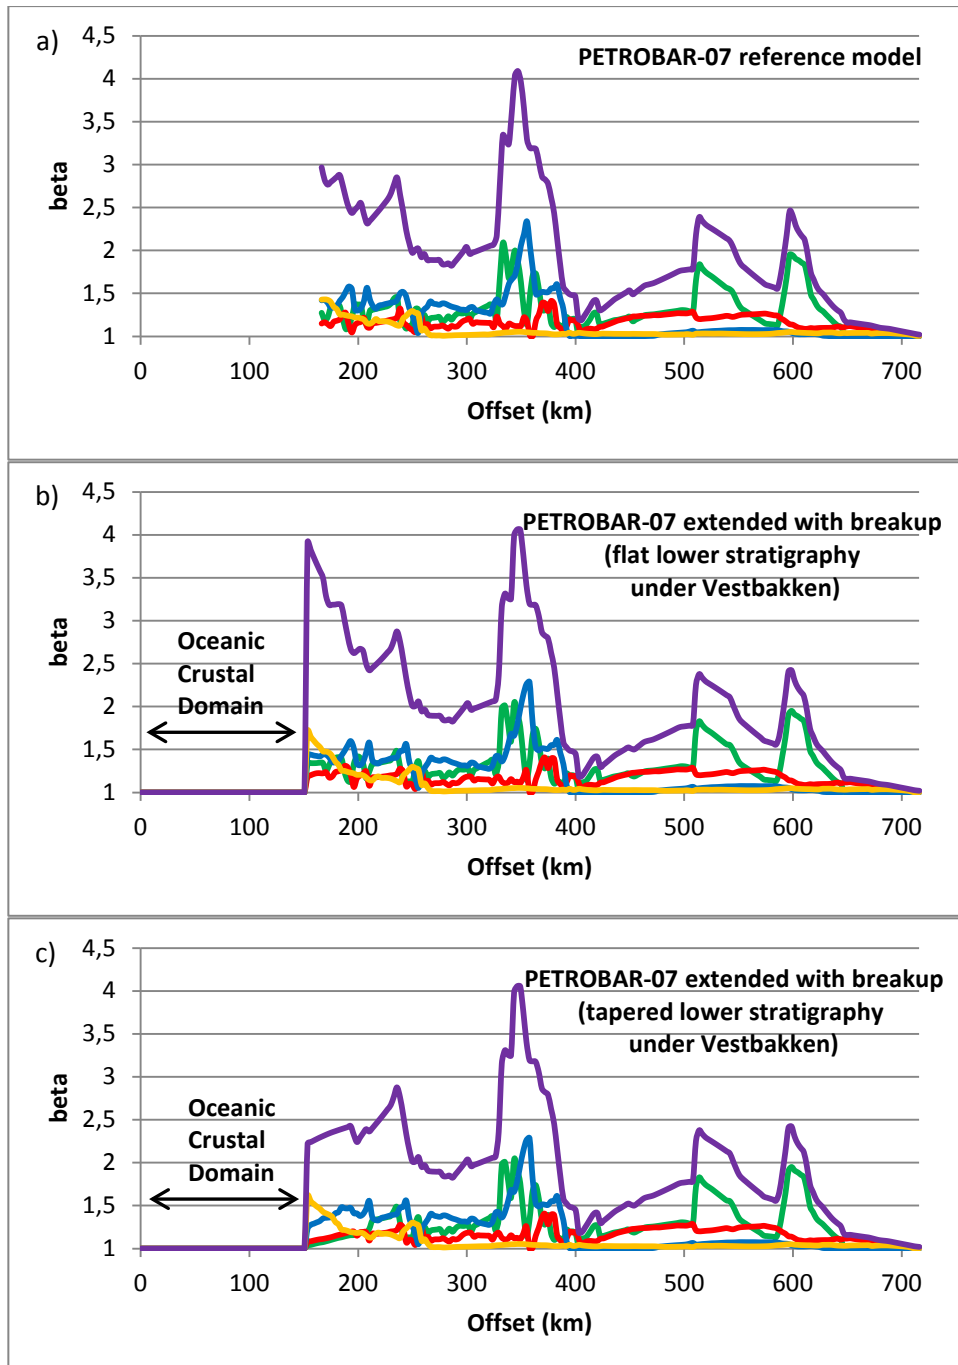 a)
PETROBAR-07 reference model
4,5
4
3,5
3
2,5
2
1,5
1
beta
0 100 200 300 400 500 600 700
Offset (km)
b)
PETROBAR-07 extended with breakup
(flat lower stratigraphy
under Vestbakken)
4,5
4
3,5
3
2,5
2
1,5
1
beta
Oceanic
Crustal
Domain
0 100 200 300 400 500 600 700
Offset (km)
c)
PETROBAR-07 extended with breakup
(tapered lower stratigraphy
under Vestbakken)
4,5
4
3,5
3
2,5
2
1,5
1
beta
Oceanic
Crustal
Domain
0 100 200 300 400 500 600 700
Offset (km)